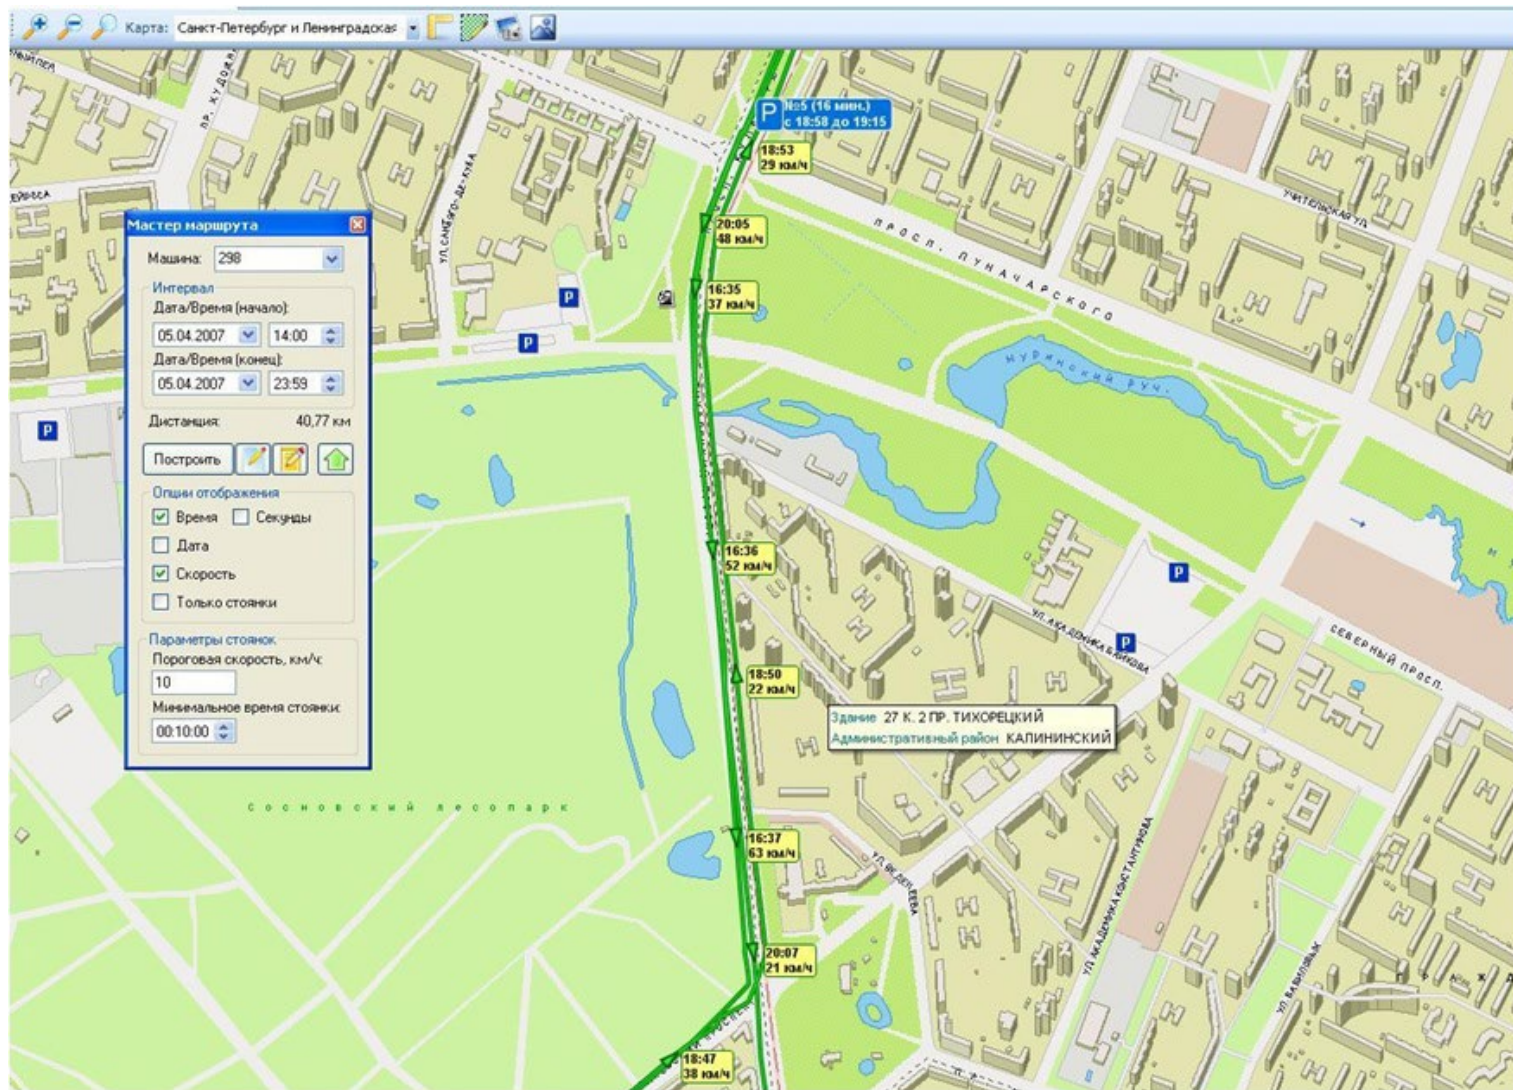 Карта: Санкт-Петербург и Ленинградская
ПР. ХУДОЖ
P №5 (16 мин.)
с 18:58 до 19:15
18:53
29 км/ч
УЛ. САНТЬЯГО-ДЕ-КУБА
УЧИТЕЛЬСКАЯ УЛ.
ПРОСП. ЛУНАЧАРСКОГО
20:05
48 км/ч
16:35
37 км/ч
P
P
P
Муринский руч.
Мастер маршрута
Машина: 298
Интервал
Дата/Время (начало):
05.04.2007 14:00
Дата/Время (конец):
05.04.2007 23:59
Дистанция: 40,77 км
Построить
Опции отображения
Время Секунды
Дата
Скорость
Только стоянки
Параметры стоянок
Пороговая скорость, км/ч:
10
Минимальное время стоянки:
00:10:00
16:36
52 км/ч
P
P
УЛ. АКАДЕМИКА БАЙКОВА
СЕВЕРНЫЙ ПРОСП.
18:50
22 км/ч
Здание 27 К. 2 ПР. ТИХОРЕЦКИЙ
Административный район КАЛИНИНСКИЙ
Сосновский лесопарк
16:37
63 км/ч
УЛ. ВЕДЕНЕЕВА
УЛ. АКАДЕМИКА КОНСТАНТИНОВА
УЛ. ВАВИЛОВЫХ
20:07
21 км/ч
18:47
38 км/ч